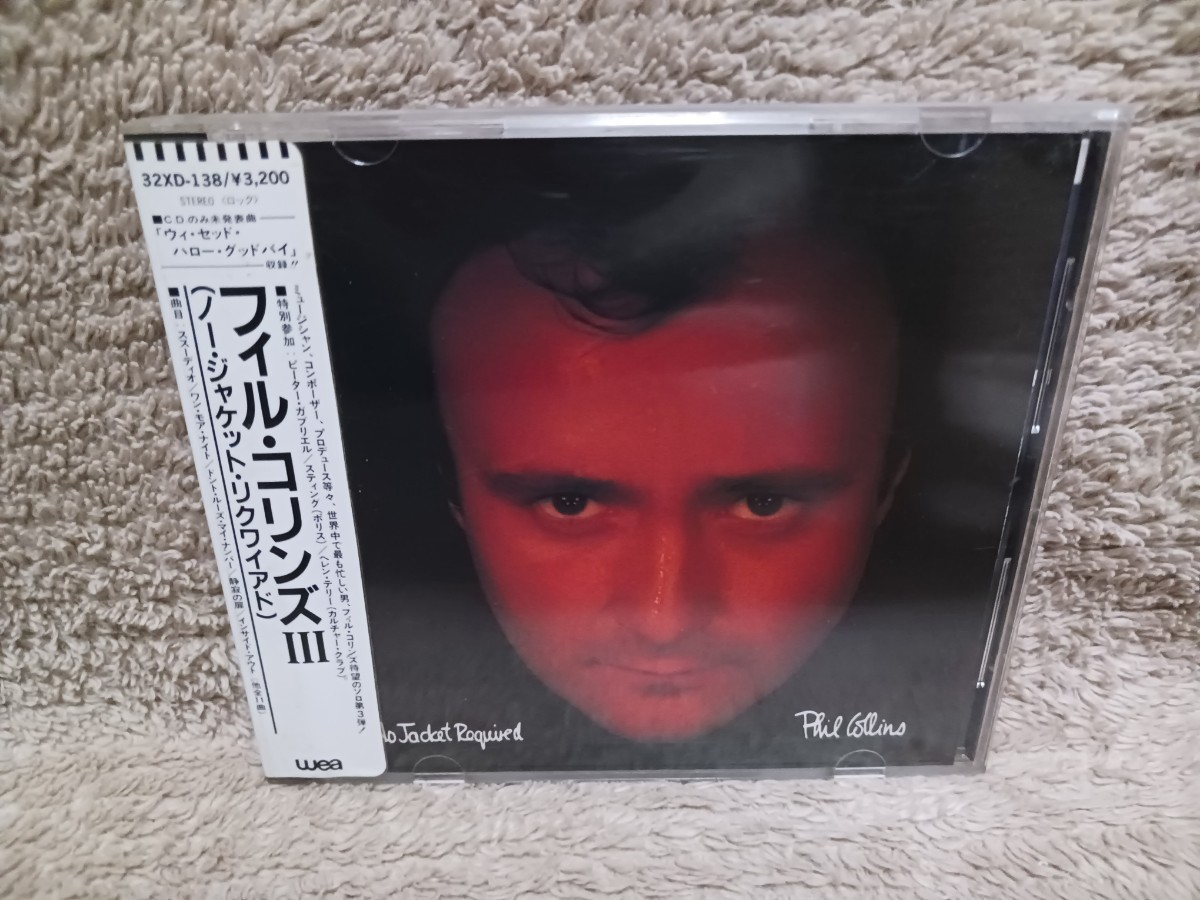 32XD-138/¥3,200
STEREO 〈ロック〉
■CDのみ未発表曲
「ウィ・セッド・
ハロー・グッドバイ」
収録!!
ミュージシャン、コンポーザー、プロデュース等々、世界中で最も忙しい男、フィル・コリンズ待望のソロ第3弾!
■特別参加:ピーター・ガブリエル/スティング(ポリス)/ヘレン・テリー(カルチャー・クラブ)
フィル・コリンズIII
(ノー・ジャケット・リクワイアド)
■曲目:ススーディオ/ワン・モア・ナイト/ドント・ルーズ・マイ・ナンバー/静寂の扉/インサイド・アウト 他全11曲
wea
No Jacket Required
Phil Collins